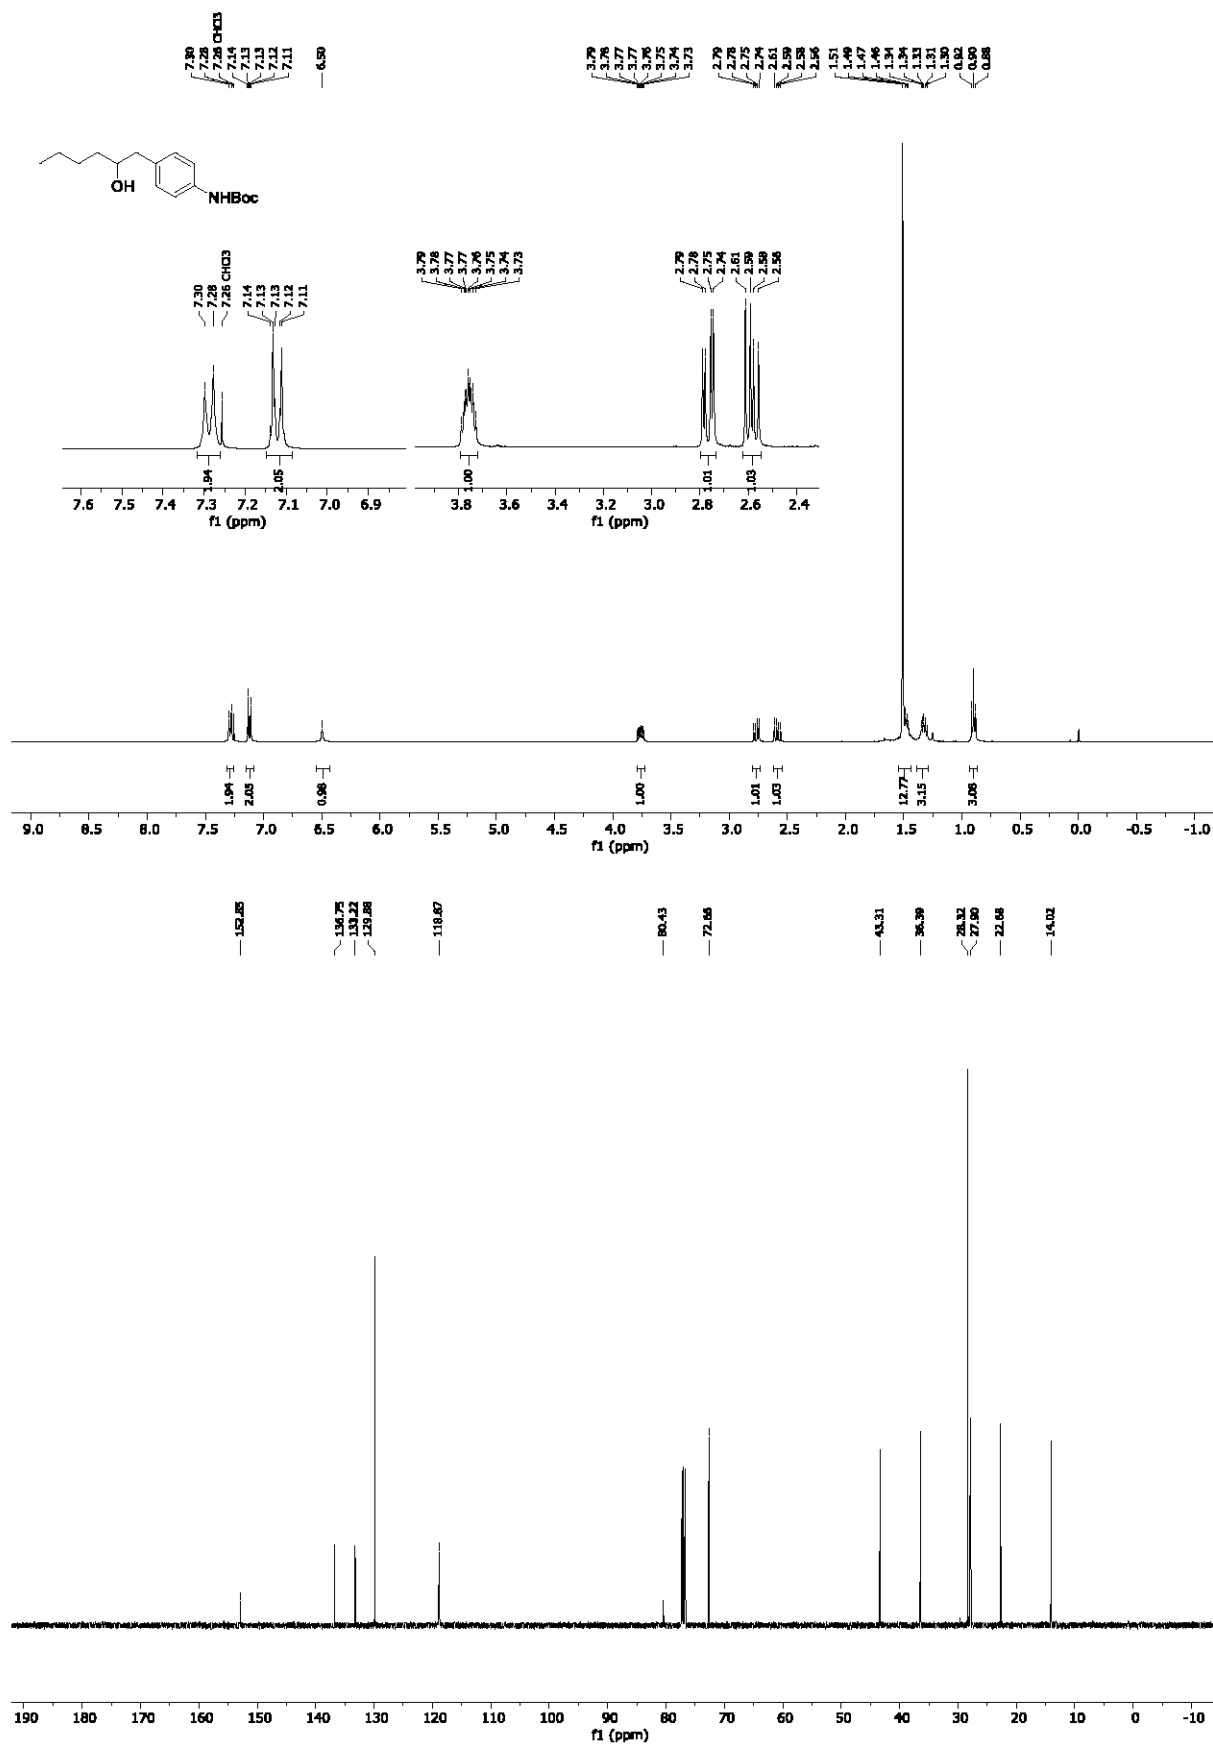 7.30 7.28 7.26 CHCl3 7.14 7.13 7.13 7.12 7.11 6.50 3.79 3.78 3.77 3.77 3.76 3.75 3.74 3.73 2.79 2.78 2.75 2.74 2.61 2.59 2.58 2.56 1.51 1.49 1.47 1.46 1.34 1.34 1.33 1.31 1.30 0.92 0.90 0.88
OH
NHBoc
7.30 7.28 7.26 CHCl3 7.14 7.13 7.13 7.12 7.11
3.79 3.78 3.77 3.77 3.76 3.75 3.74 3.73 2.79 2.78 2.75 2.74 2.61 2.59 2.58 2.56
1.94 2.05
7.6 7.5 7.4 7.3 7.2 7.1 7.0 6.9
f1 (ppm)
1.00 1.01 1.03
3.8 3.6 3.4 3.2 3.0 2.8 2.6 2.4
f1 (ppm)
1.94 2.05 0.98 1.00 1.01 1.03 12.77 3.15 3.08
9.0 8.5 8.0 7.5 7.0 6.5 6.0 5.5 5.0 4.5 4.0 3.5 3.0 2.5 2.0 1.5 1.0 0.5 0.0 -0.5 -1.0
f1 (ppm)
152.85 136.75 133.22 129.88 118.87 80.43 72.66 43.31 36.39 28.32 27.90 22.68 14.02
190 180 170 160 150 140 130 120 110 100 90 80 70 60 50 40 30 20 10 0 -10
f1 (ppm)